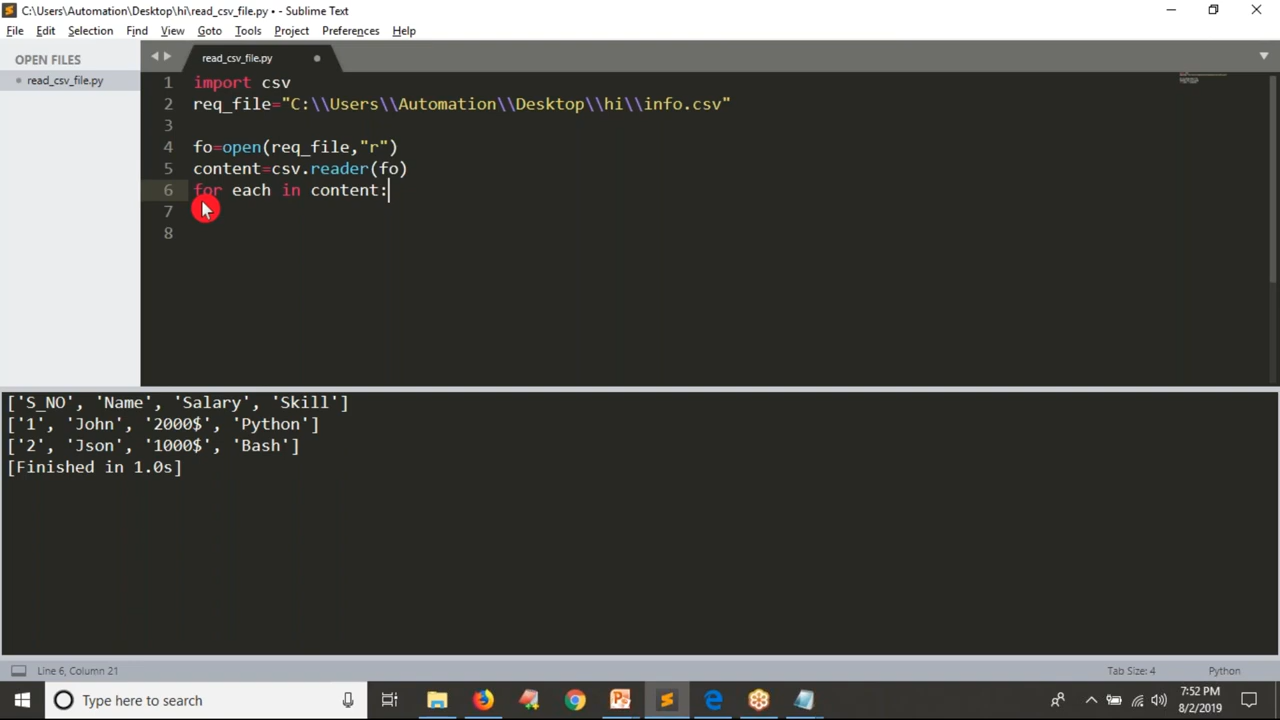 C:\Users\Automation\Desktop\hi\read_csv_file.py • - Sublime Text
File Edit Selection Find View Goto Tools Project Preferences Help
OPEN FILES
read_csv_file.py
read_csv_file.py
1 import csv
2 req_file="C:\\Users\\Automation\\Desktop\\hi\\info.csv"
3
4 fo=open(req_file,"r")
5 content=csv.reader(fo)
6 for each in content:
7
8
['S_NO', 'Name', 'Salary', 'Skill']
['1', 'John', '2000$', 'Python']
['2', 'Json', '1000$', 'Bash']
[Finished in 1.0s]
Line 6, Column 21 Tab Size: 4 Python
Type here to search
7:52 PM
8/2/2019